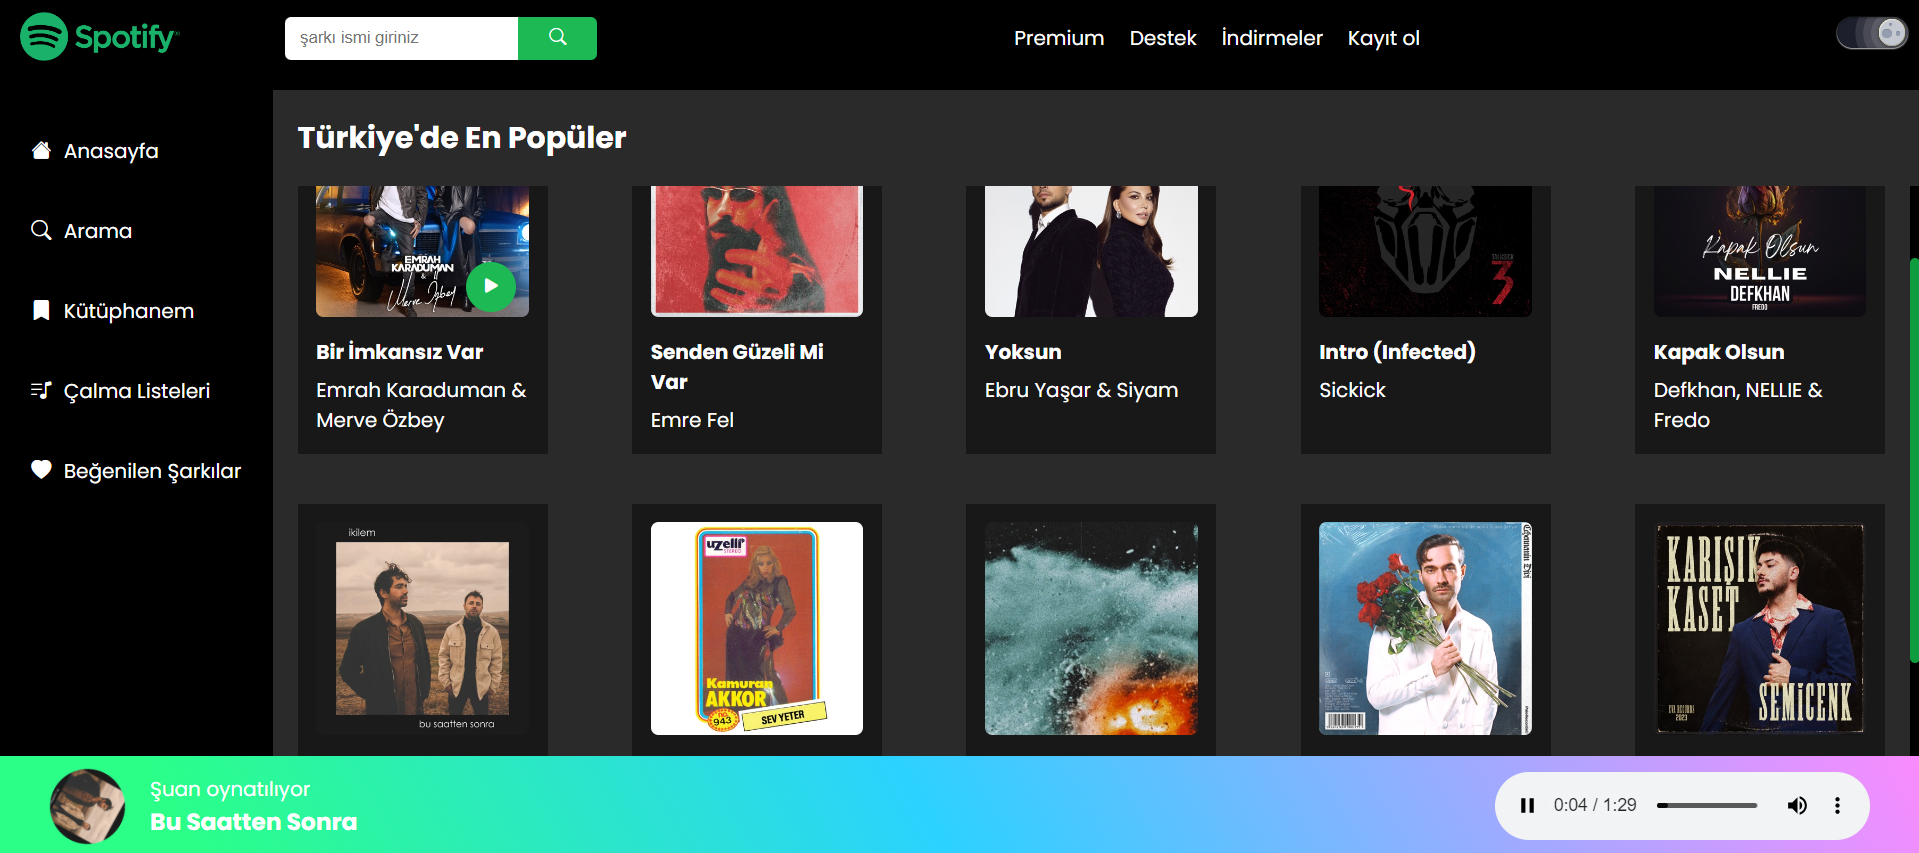 Spotify
şarkı ismi giriniz
Premium Destek İndirmeler Kayıt ol
Anasayfa
Arama
Kütüphanem
Çalma Listeleri
Beğenilen Şarkılar
Türkiye'de En Popüler
EMRAH
KARADUMAN
&
Merve Özbey
Bir İmkansız Var
Emrah Karaduman &
Merve Özbey
Senden Güzeli Mi
Var
Emre Fel
Yoksun
Ebru Yaşar & Siyam
3
Intro (Infected)
Sickick
Kapak Olsun
NELLIE
DEFKHAN
FREDO
Kapak Olsun
Defkhan, NELLIE &
Fredo
ikilem
bu saatten sonra
uzelli
STEREO
Kamuran
AKKOR
943
SEV YETER
KARIŞIK
KASET
SEMİCENK
2023
Şuan oynatılıyor
Bu Saatten Sonra
0:04 / 1:29